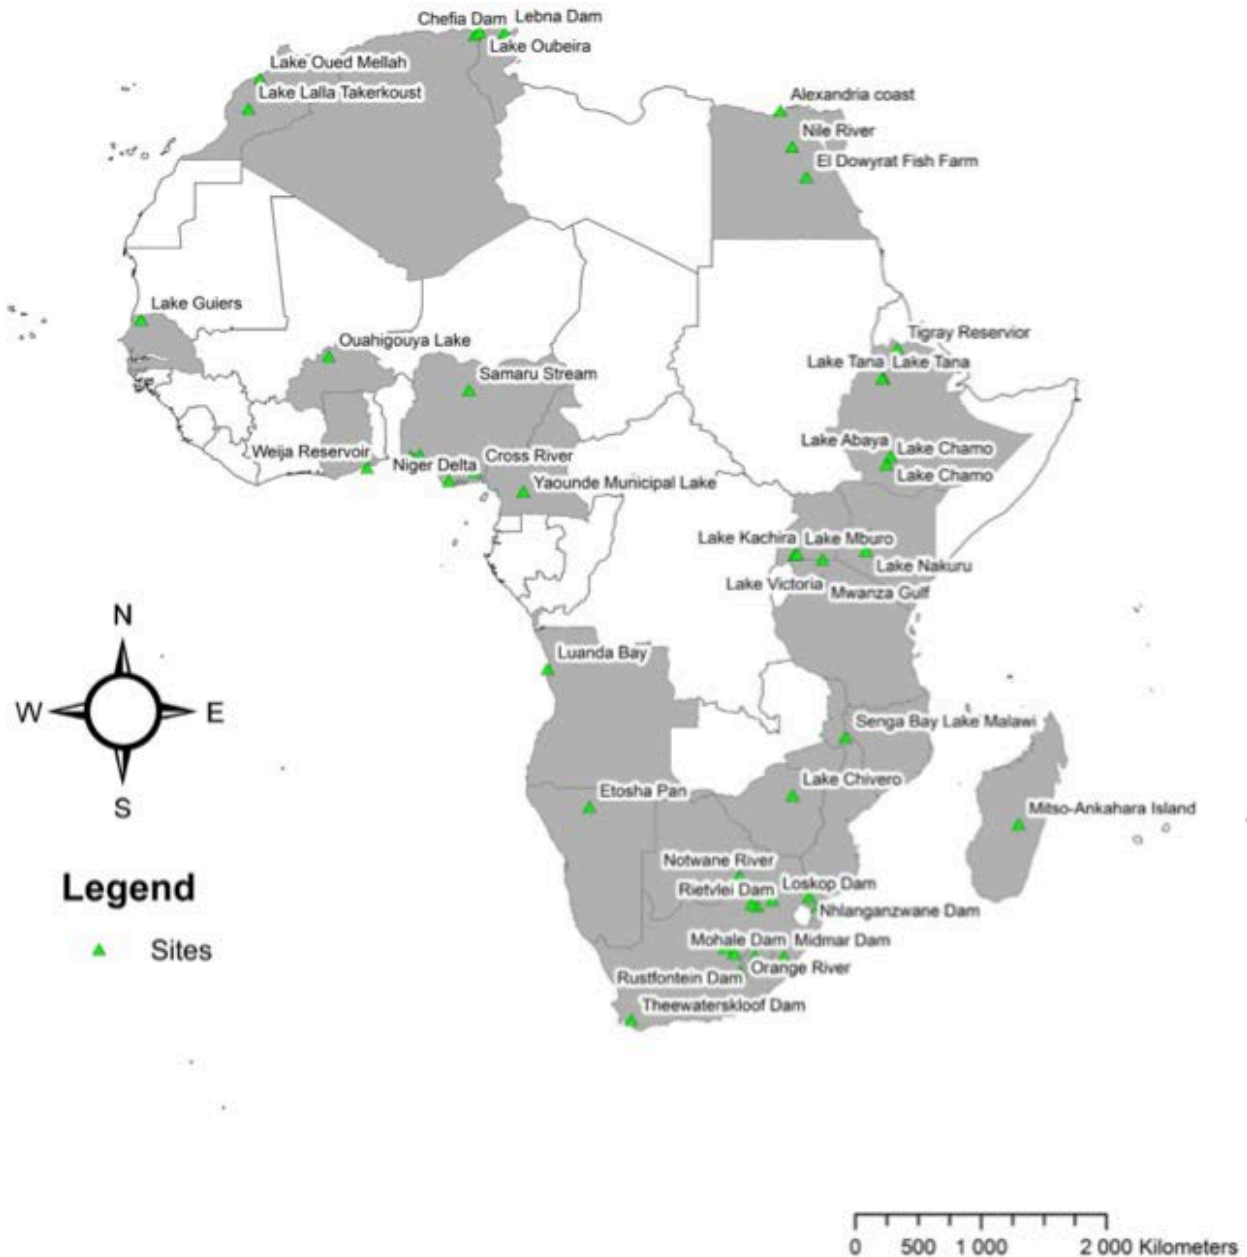 Chefia Dam
Lebna Dam
Lake Oubeira
Lake Oued Mellah
Lake Lalla Takerkoust
Alexandria coast
Nile River
El Dowyrat Fish Farm
Lake Guiers
Ouahigouya Lake
Samaru Stream
Tigray Reservior
Lake Tana
Lake Tana
Weija Reservoir
Niger Delta
Cross River
Yaounde Municipal Lake
Lake Abaya
Lake Chamo
Lake Chamo
Lake Kachira
Lake Mburo
Lake Nakuru
Lake Victoria
Mwanza Gulf
N
W
E
S
Luanda Bay
Senga Bay Lake Malawi
Etosha Pan
Lake Chivero
Mitso-Ankahara Island
Legend
Sites
Notwane River
Rietvlei Dam
Loskop Dam
Nhlanganzwane Dam
Mohale Dam
Midmar Dam
Rustfontein Dam
Orange River
Theewaterskloof Dam
0 500 1 000 2 000 Kilometers